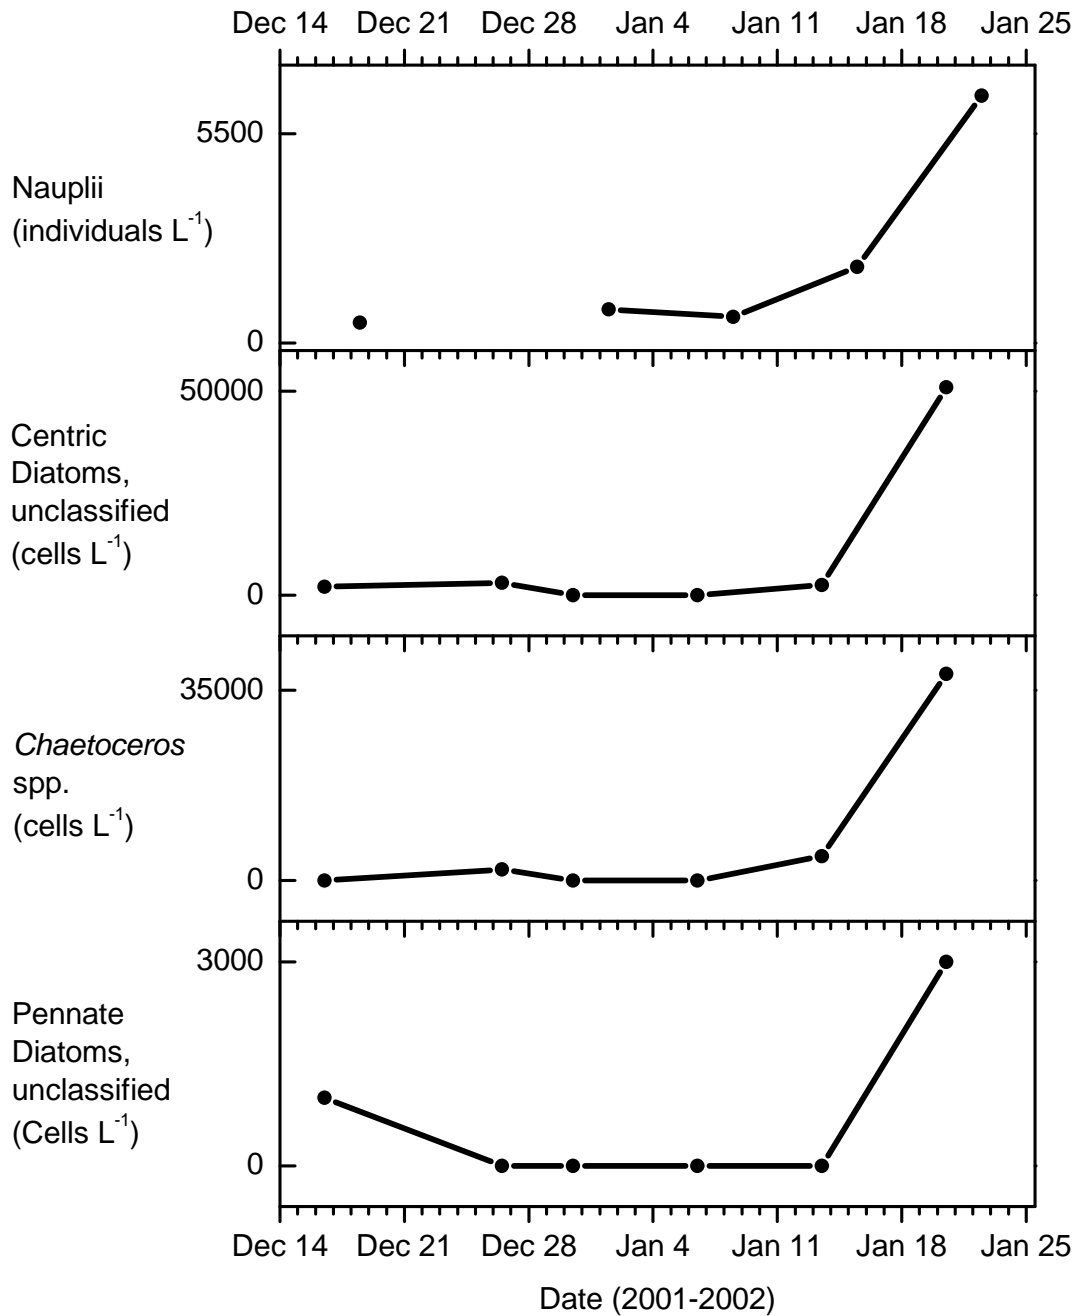 Dec 14 Dec 21 Dec 28 Jan 4 Jan 11 Jan 18 Jan 25
5500
Nauplii
(individuals L⁻¹)
0
50000
Centric
Diatoms,
unclassified
(cells L⁻¹)
0
35000
Chaetoceros
spp.
(cells L⁻¹)
0
3000
Pennate
Diatoms,
unclassified
(Cells L⁻¹)
0
Dec 14 Dec 21 Dec 28 Jan 4 Jan 11 Jan 18 Jan 25
Date (2001-2002)